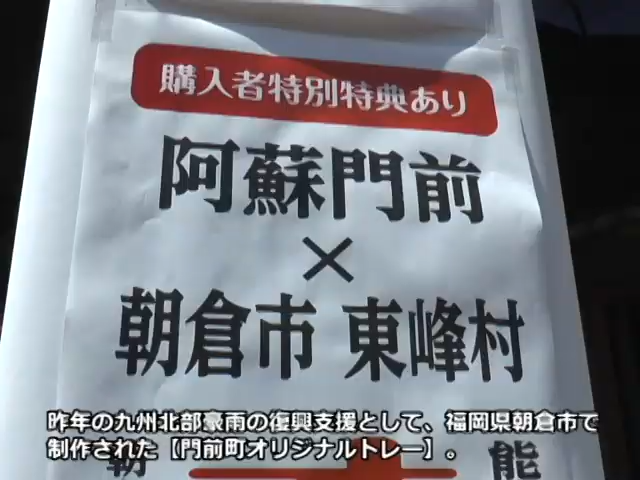 購入者特別特典あり
阿蘇門前
×
朝倉市 東峰村
昨年の九州北部豪雨の復興支援として、福岡県朝倉市で
制作された【門前町オリジナルトレー】。
朝 熊